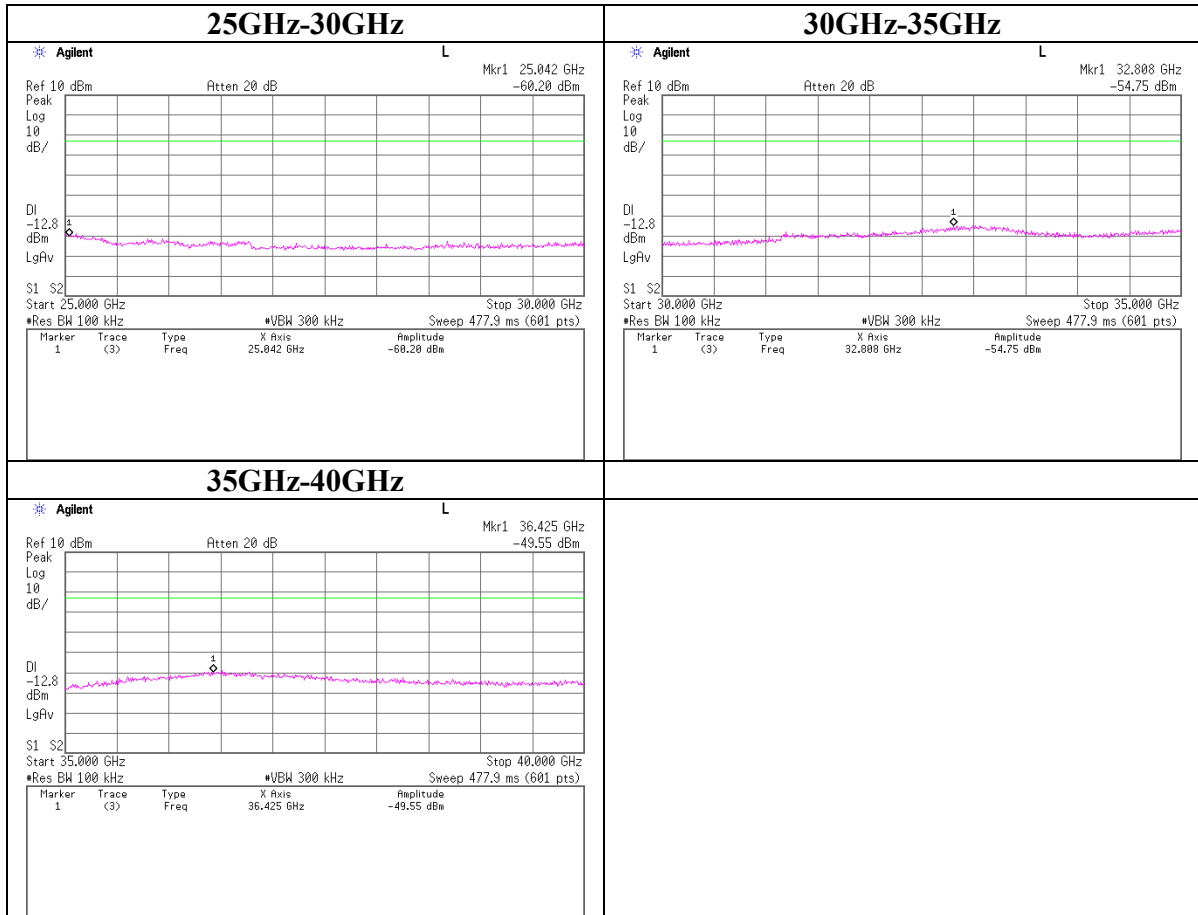 25GHz-30GHz
Agilent L
Mkr1 25.042 GHz
Ref 10 dBm Atten 20 dB -60.20 dBm
Peak
Log
10
dB/
1
DI
-12.8
dBm
LgAv
S1 S2
Start 25.000 GHz Stop 30.000 GHz
#Res BW 100 kHz #VBW 300 kHz Sweep 477.9 ms (601 pts)
Marker Trace Type X Axis Amplitude
1 (3) Freq 25.042 GHz -60.20 dBm
30GHz-35GHz
Agilent L
Mkr1 32.808 GHz
Ref 10 dBm Atten 20 dB -54.75 dBm
Peak
Log
10
dB/
1
DI
-12.8
dBm
LgAv
S1 S2
Start 30.000 GHz Stop 35.000 GHz
#Res BW 100 kHz #VBW 300 kHz Sweep 477.9 ms (601 pts)
Marker Trace Type X Axis Amplitude
1 (3) Freq 32.808 GHz -54.75 dBm
35GHz-40GHz
Agilent L
Mkr1 36.425 GHz
Ref 10 dBm Atten 20 dB -49.55 dBm
Peak
Log
10
dB/
1
DI
-12.8
dBm
LgAv
S1 S2
Start 35.000 GHz Stop 40.000 GHz
#Res BW 100 kHz #VBW 300 kHz Sweep 477.9 ms (601 pts)
Marker Trace Type X Axis Amplitude
1 (3) Freq 36.425 GHz -49.55 dBm